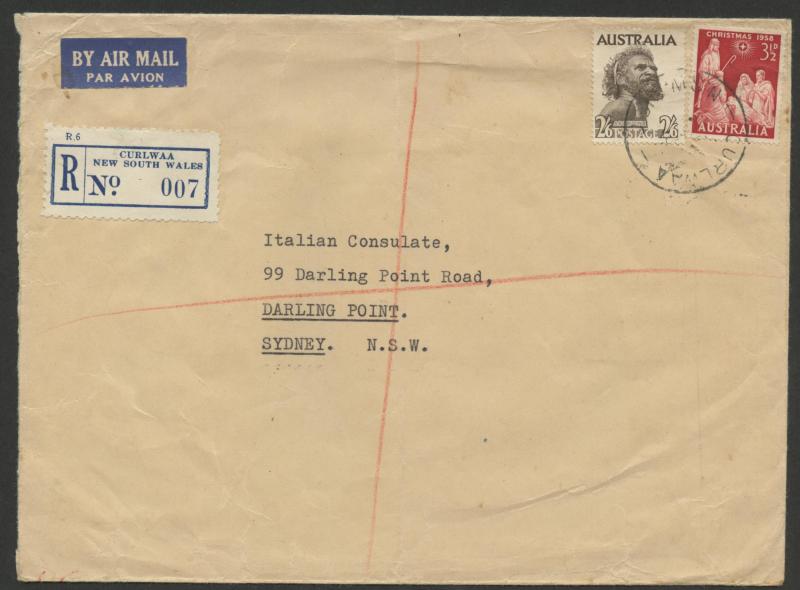 BY AIR MAIL
PAR AVION
R.6
CURLWAA
NEW SOUTH WALES
R No 007
AUSTRALIA
2/6 POSTAGE 2/6
CHRISTMAS 1958
3½D
AUSTRALIA
CURLWAA
N.S.W
Italian Consulate,
99 Darling Point Road,
DARLING POINT.
SYDNEY. N.S.W.